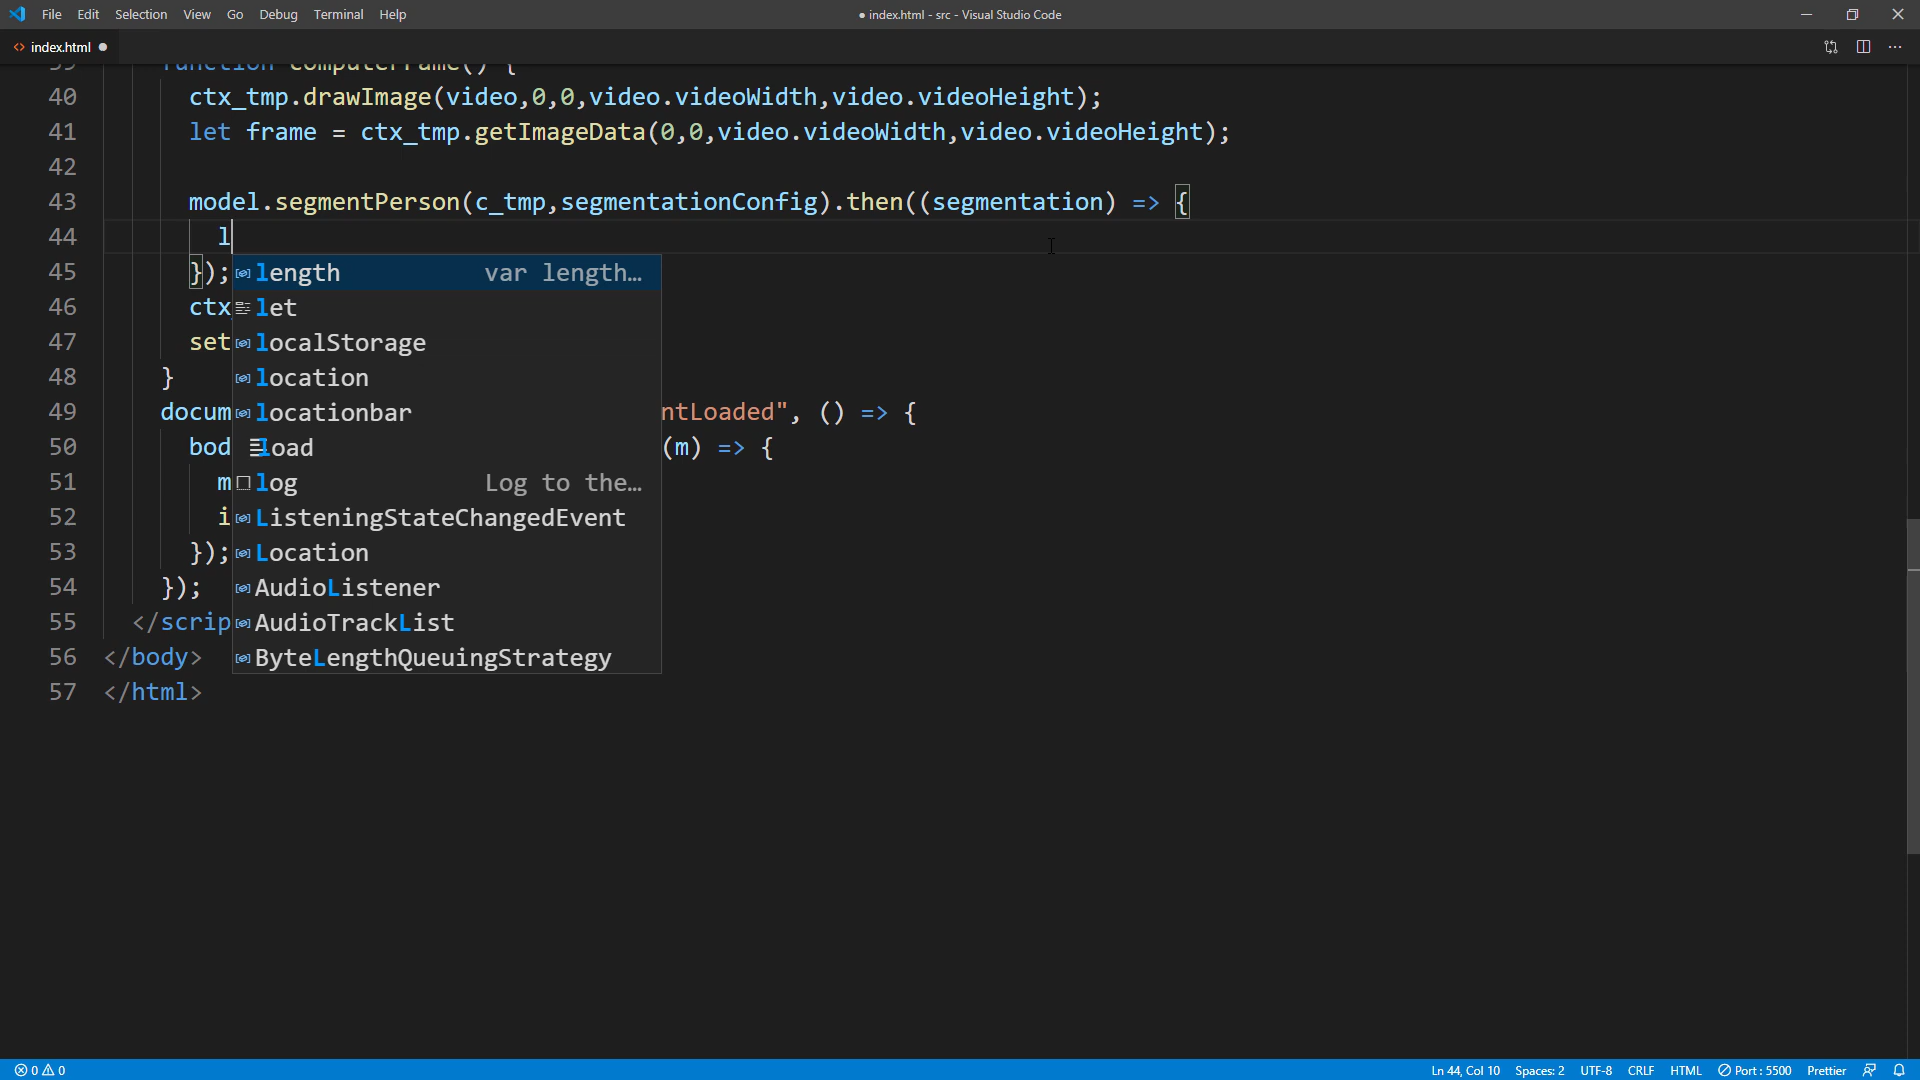 File Edit Selection View Go Debug Terminal Help
● index.html - src - Visual Studio Code
<> index.html ●
39 function computeFrame() {
40 ctx_tmp.drawImage(video,0,0,video.videoWidth,video.videoHeight);
41 let frame = ctx_tmp.getImageData(0,0,video.videoWidth,video.videoHeight);
42
43 model.segmentPerson(c_tmp,segmentationConfig).then((segmentation) => {
44 l
45 });
length var length…
46 ctx
let
47 set
localStorage
48 }
location
49 docum
locationbar
ntLoaded", () => {
50 bod
load
(m) => {
51 m
log Log to the…
52 i
ListeningStateChangedEvent
53 });
Location
54 });
AudioListener
55 </scrip
AudioTrackList
56 </body>
ByteLengthQueuingStrategy
57 </html>
0 0
Ln 44, Col 10 Spaces: 2 UTF-8 CRLF HTML Port : 5500 Prettier